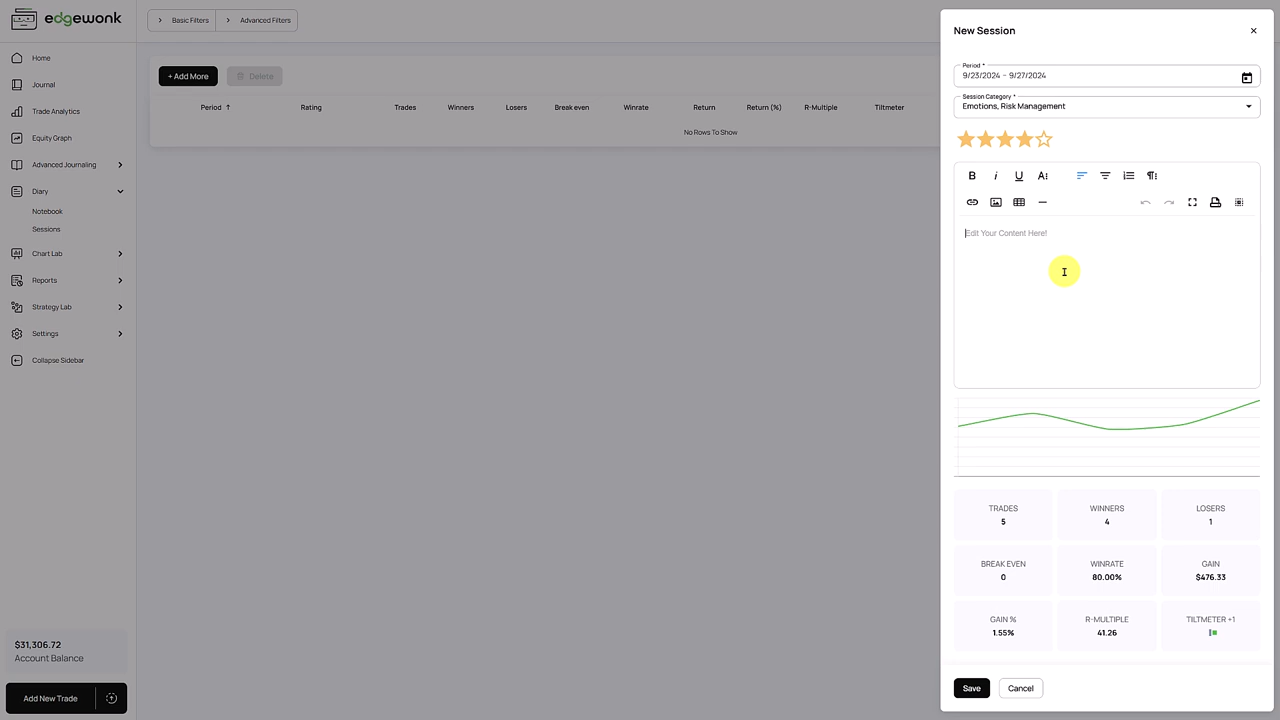 edgewonk
Basic Filters
Advanced Filters
Home
Journal
Trade Analytics
Equity Graph
Advanced Journaling
Diary
Notebook
Sessions
Chart Lab
Reports
Strategy Lab
Settings
Collapse Sidebar
$31,306.72
Account Balance
Add New Trade
+ Add More
Delete
Period Rating Trades Winners Losers Break even Winrate Return Return (%) R-Multiple Tiltmeter
No Rows To Show
New Session
Period *
9/23/2024 – 9/27/2024
Session Category *
Emotions, Risk Management
Edit Your Content Here!
TRADES WINNERS LOSERS
5 4 1
BREAK EVEN WINRATE GAIN
0 80.00% $476.33
GAIN % R-MULTIPLE TILTMETER +1
1.55% 41.26
Save Cancel